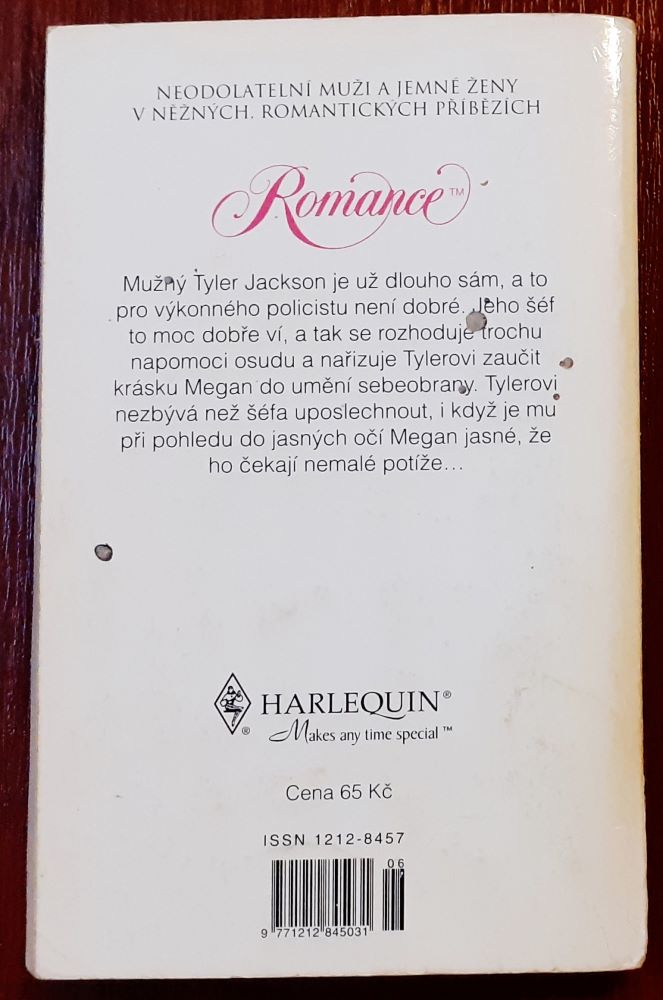 NEODOLATELNÍ MUŽI A JEMNÉ ŽENY
V NĚŽNÝCH, ROMANTICKÝCH PŘÍBĚZÍCH
Romance™
Mužný Tyler Jackson je už dlouho sám, a to
pro výkonného policistu není dobré. Jeho šéf
to moc dobře ví, a tak se rozhoduje trochu
napomoci osudu a nařizuje Tylerovi zaučit
krásku Megan do umění sebeobrany. Tylerovi
nezbývá než šéfa uposlechnout, i když je mu
při pohledu do jasných očí Megan jasné, že
ho čekají nemalé potíže...
® HARLEQUIN®
Makes any time special™
Cena 65 Kč
ISSN 1212-8457
06
9 771212 845031